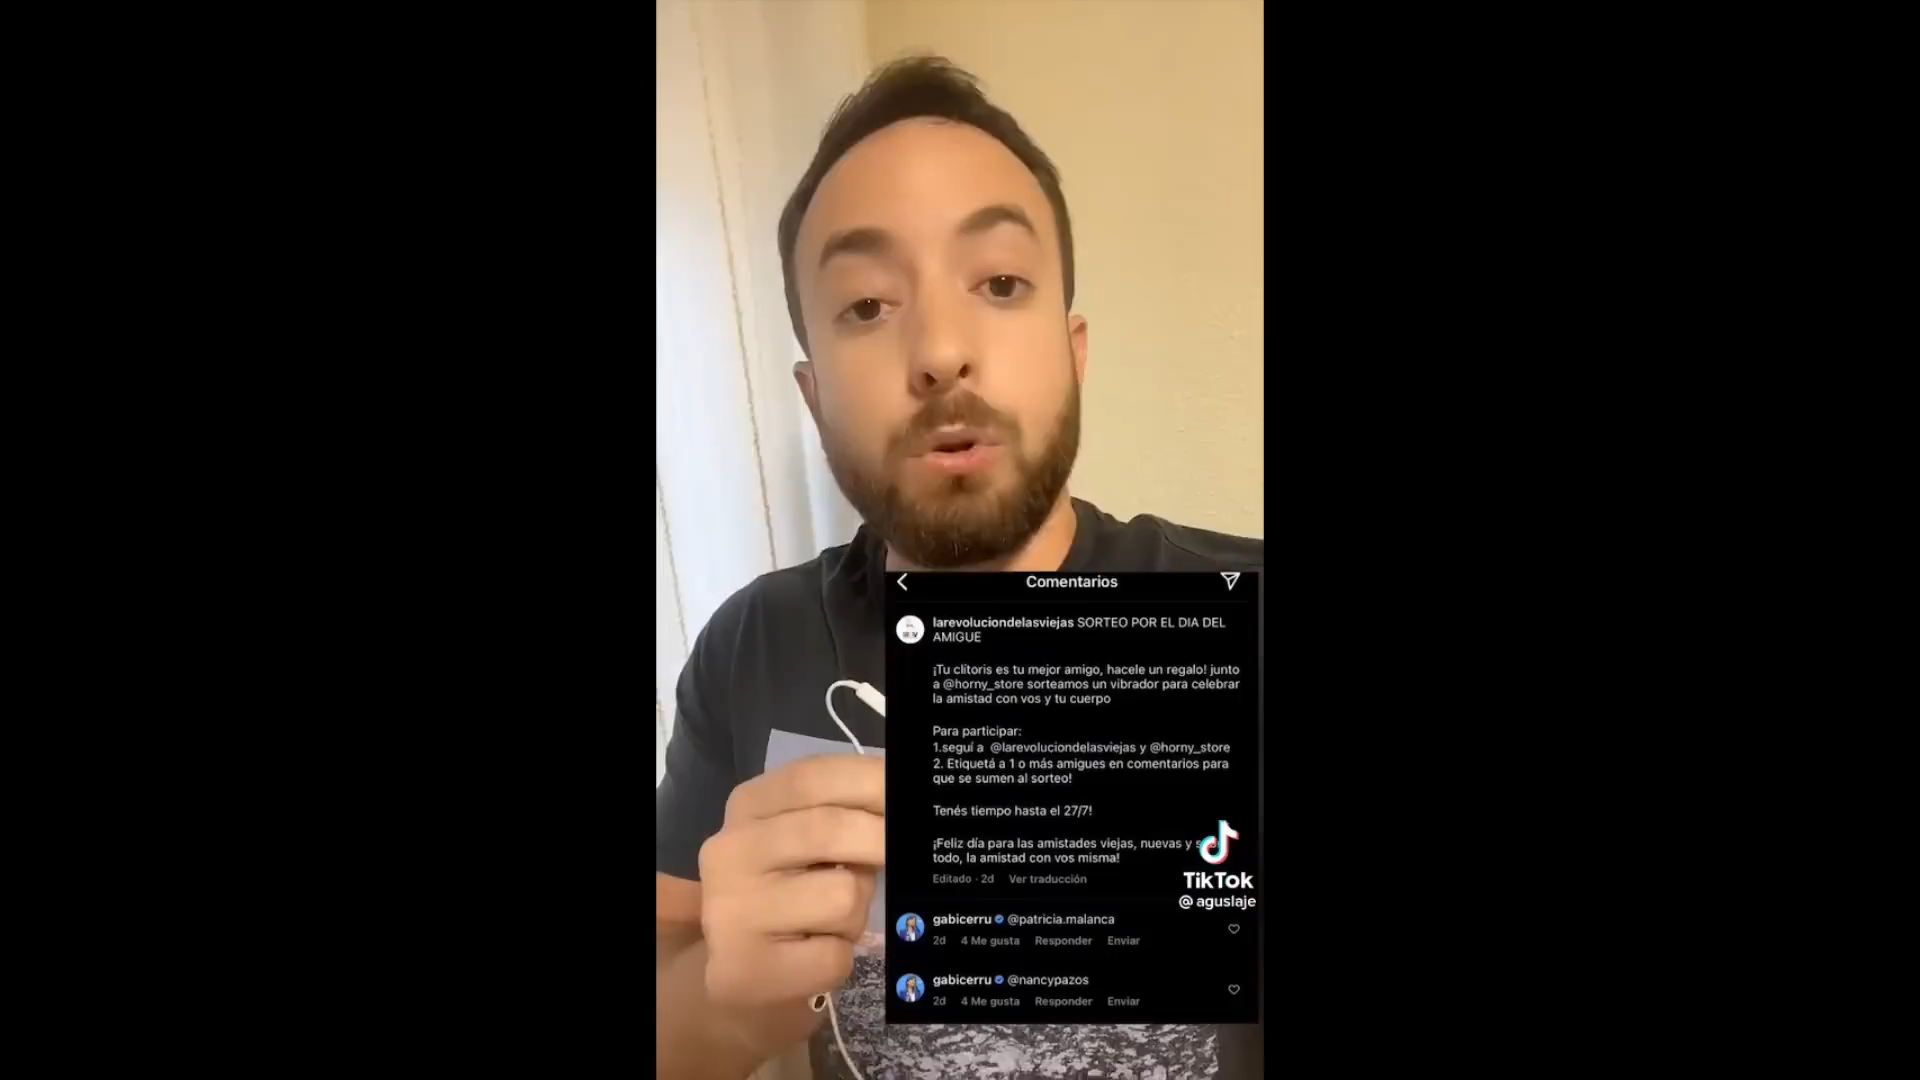 Comentarios
larevoluciondelasviejas SORTEO POR EL DIA DEL
AMIGUE
¡Tu clítoris es tu mejor amigo, hacele un regalo! junto
a @horny_store sorteamos un vibrador para celebrar
la amistad con vos y tu cuerpo
Para participar:
1.seguí a @larevoluciondelasviejas y @horny_store
2. Etiquetá a 1 o más amigues en comentarios para
que se sumen al sorteo!
Tenés tiempo hasta el 27/7!
¡Feliz día para las amistades viejas, nuevas y
todo, la amistad con vos misma!
Editado · 2d Ver traducción
TikTok
@aguslaje
gabicerru @patricia.malanca
2d 4 Me gusta Responder Enviar
gabicerru @nancypazos
2d 4 Me gusta Responder Enviar